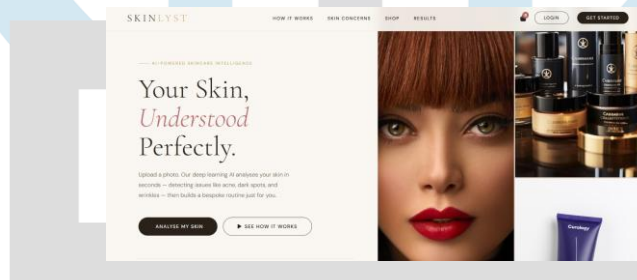 SKINLYST
HOW IT WORKS SKIN CONCERNS SHOP RESULTS
LOGIN
GET STARTED
AI-POWERED SKINCARE INTELLIGENCE
Your Skin,
Understood
Perfectly.
Upload a photo. Our deep learning AI analyses your skin in
seconds — detecting issues like acne, dark spots, and
wrinkles — then builds a bespoke routine just for you.
ANALYSE MY SKIN
▶ SEE HOW IT WORKS
Curology